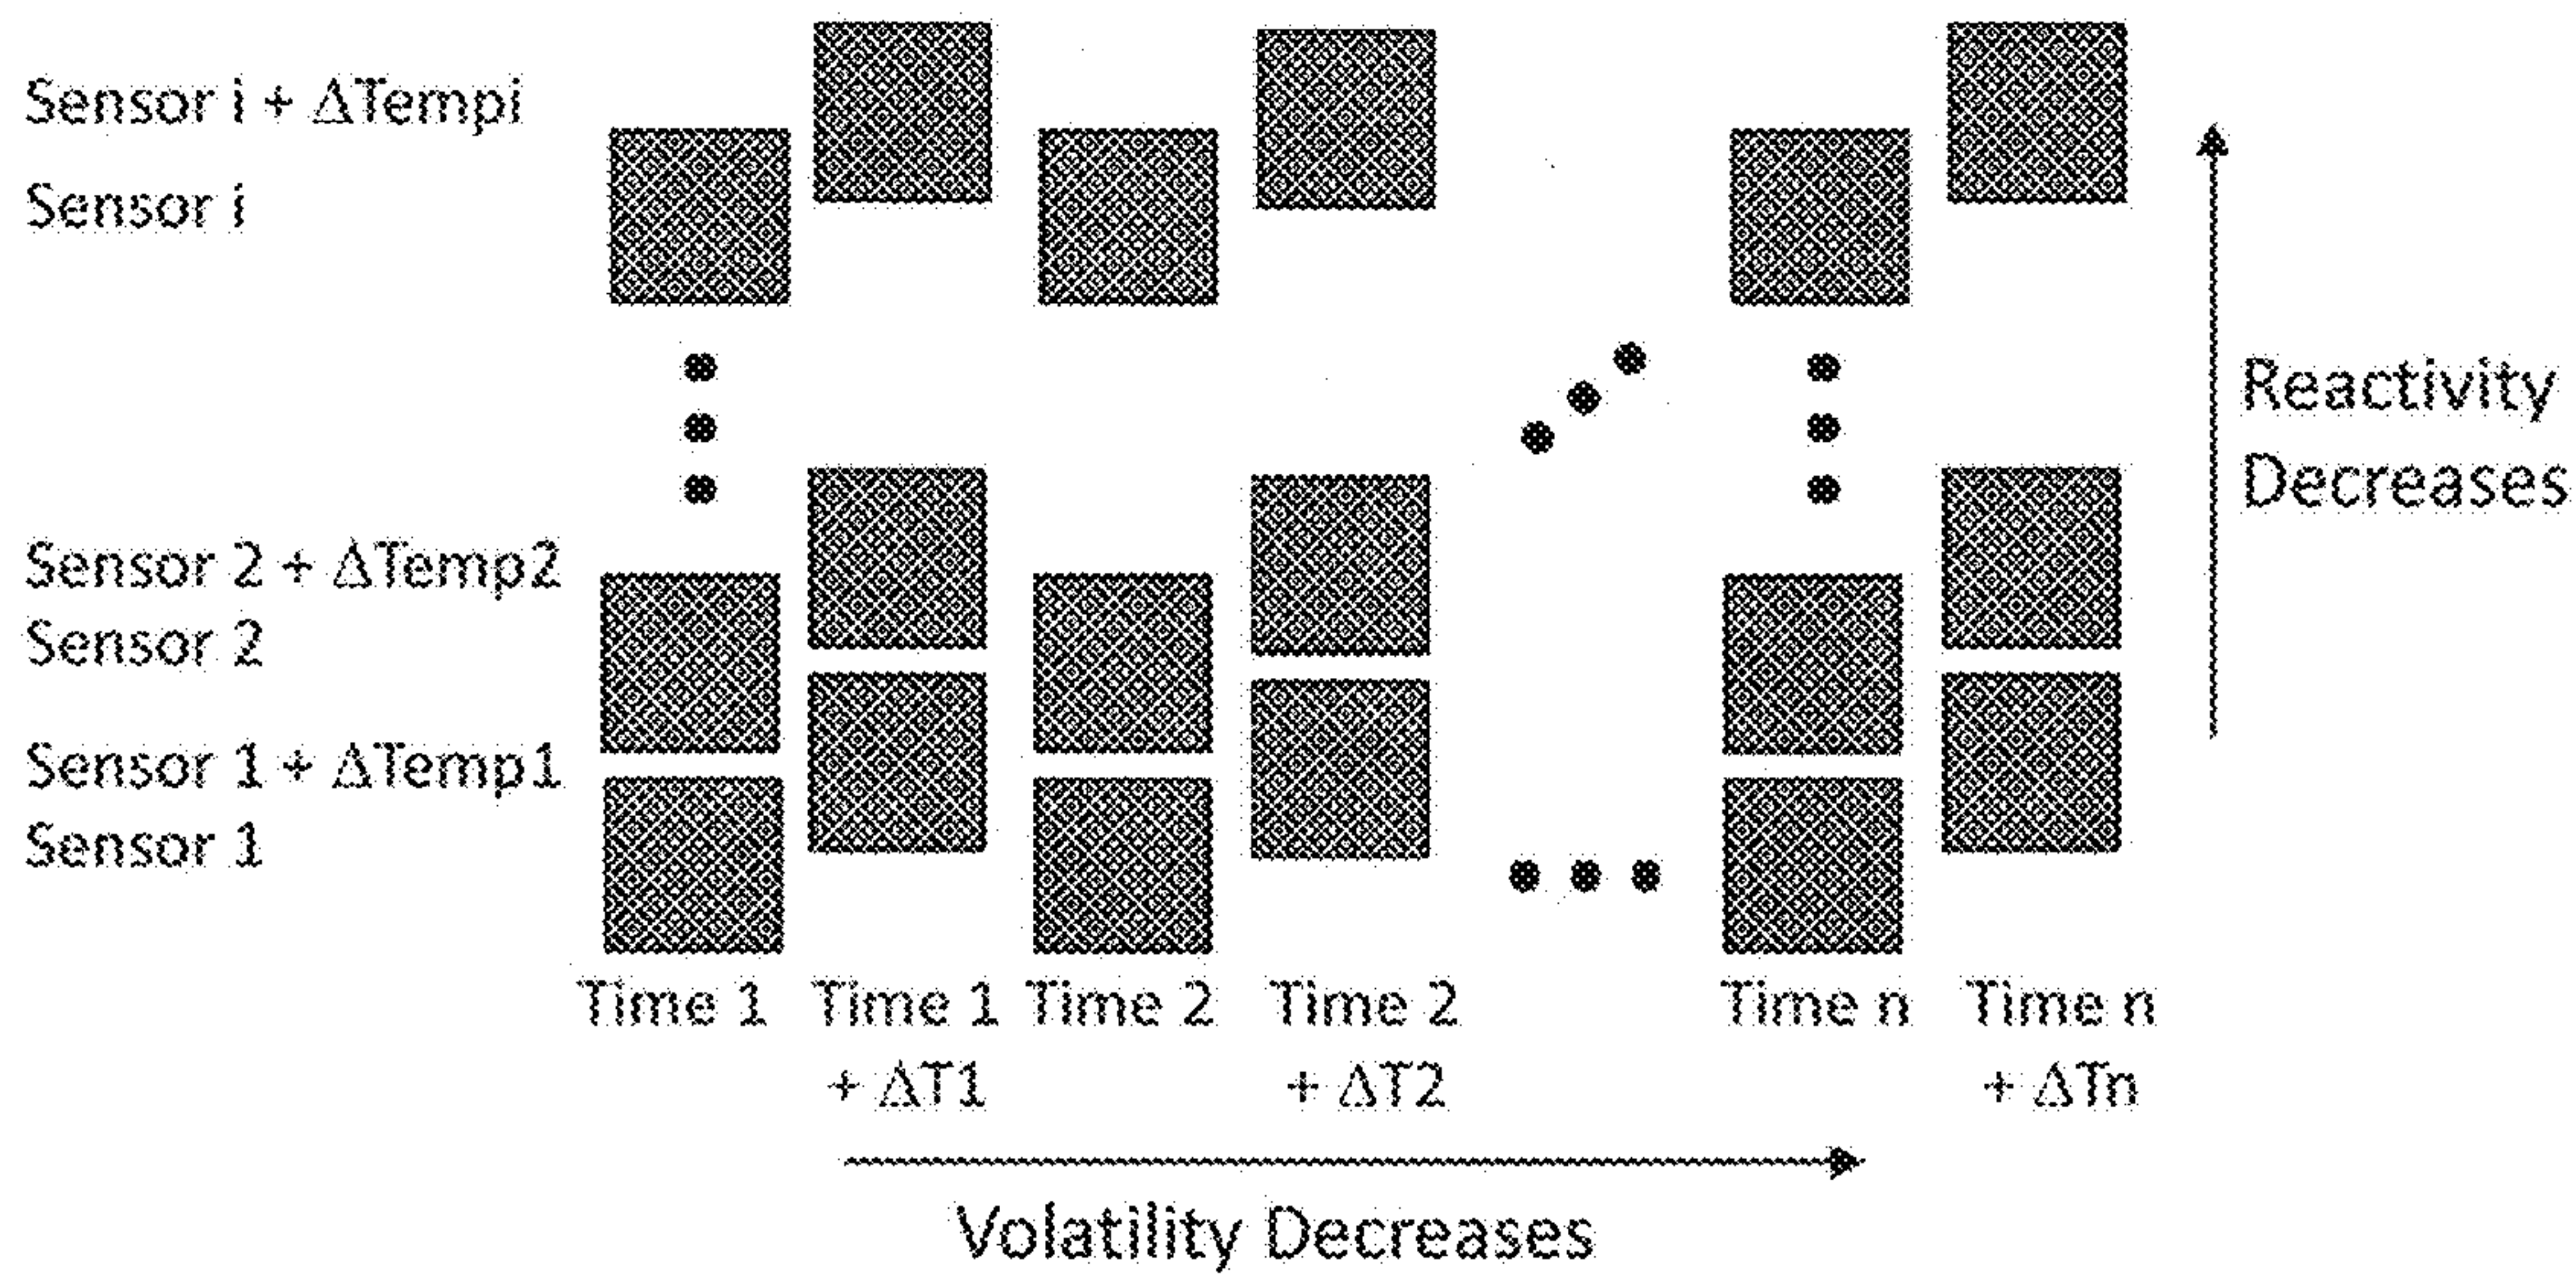 Sensor i + ΔTempi
Sensor i
Reactivity
Decreases
Sensor 2 + ΔTemp2
Sensor 2
Sensor 1 + ΔTemp1
Sensor 1
Time 1 Time 1 Time 2 Time 2 Time n Time n
+ ΔT1 + ΔT2 + ΔTn
Volatility Decreases